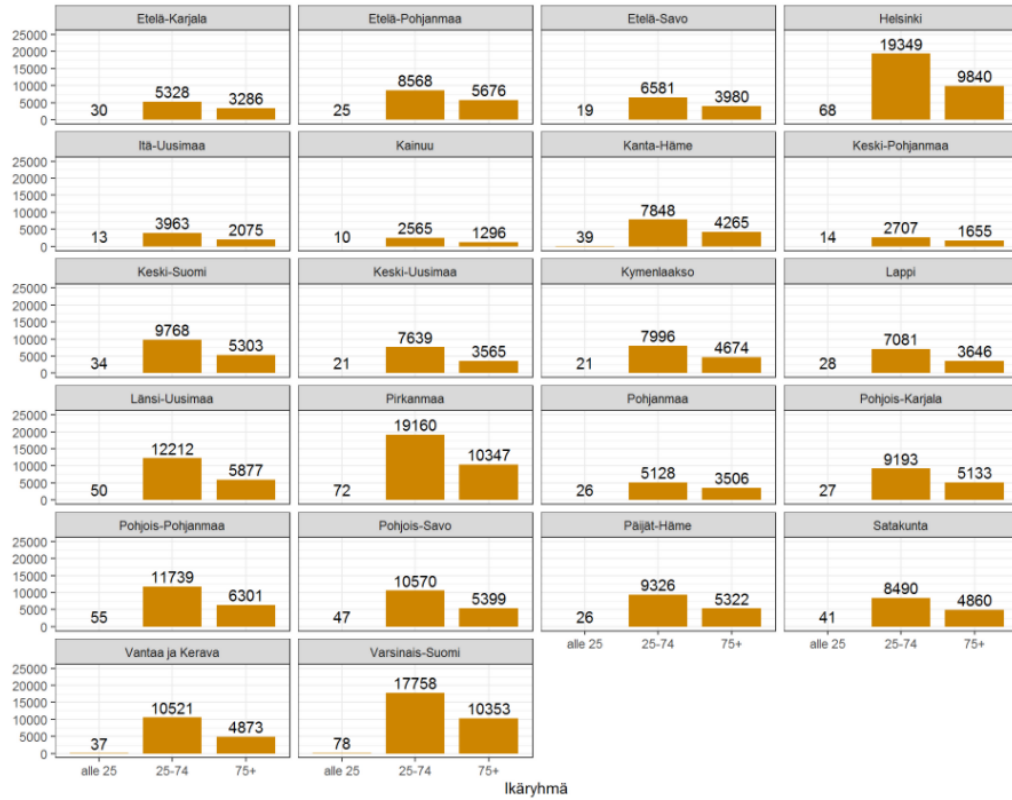 Etelä-Karjala Etelä-Pohjanmaa Etelä-Savo Helsinki
25000
20000
15000
10000
5000
0
30 5328 3286
25 8568 5676
19 6581 3980
68 19349 9840
Itä-Uusimaa Kainuu Kanta-Häme Keski-Pohjanmaa
25000
20000
15000
10000
5000
0
13 3963 2075
10 2565 1296
39 7848 4265
14 2707 1655
Keski-Suomi Keski-Uusimaa Kymenlaakso Lappi
25000
20000
15000
10000
5000
0
34 9768 5303
21 7639 3565
21 7996 4674
28 7081 3646
Länsi-Uusimaa Pirkanmaa Pohjanmaa Pohjois-Karjala
25000
20000
15000
10000
5000
0
50 12212 5877
72 19160 10347
26 5128 3506
27 9193 5133
Pohjois-Pohjanmaa Pohjois-Savo Päijät-Häme Satakunta
25000
20000
15000
10000
5000
0
55 11739 6301
47 10570 5399
26 9326 5322
41 8490 4860
alle 25 25-74 75+ alle 25 25-74 75+
Vantaa ja Kerava Varsinais-Suomi
25000
20000
15000
10000
5000
0
37 10521 4873
78 17758 10353
alle 25 25-74 75+ alle 25 25-74 75+
Ikäryhmä